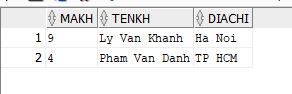 MAKH TENKH DIACHI
1 9 Ly Van Khanh Ha Noi
2 4 Pham Van Danh TP HCM